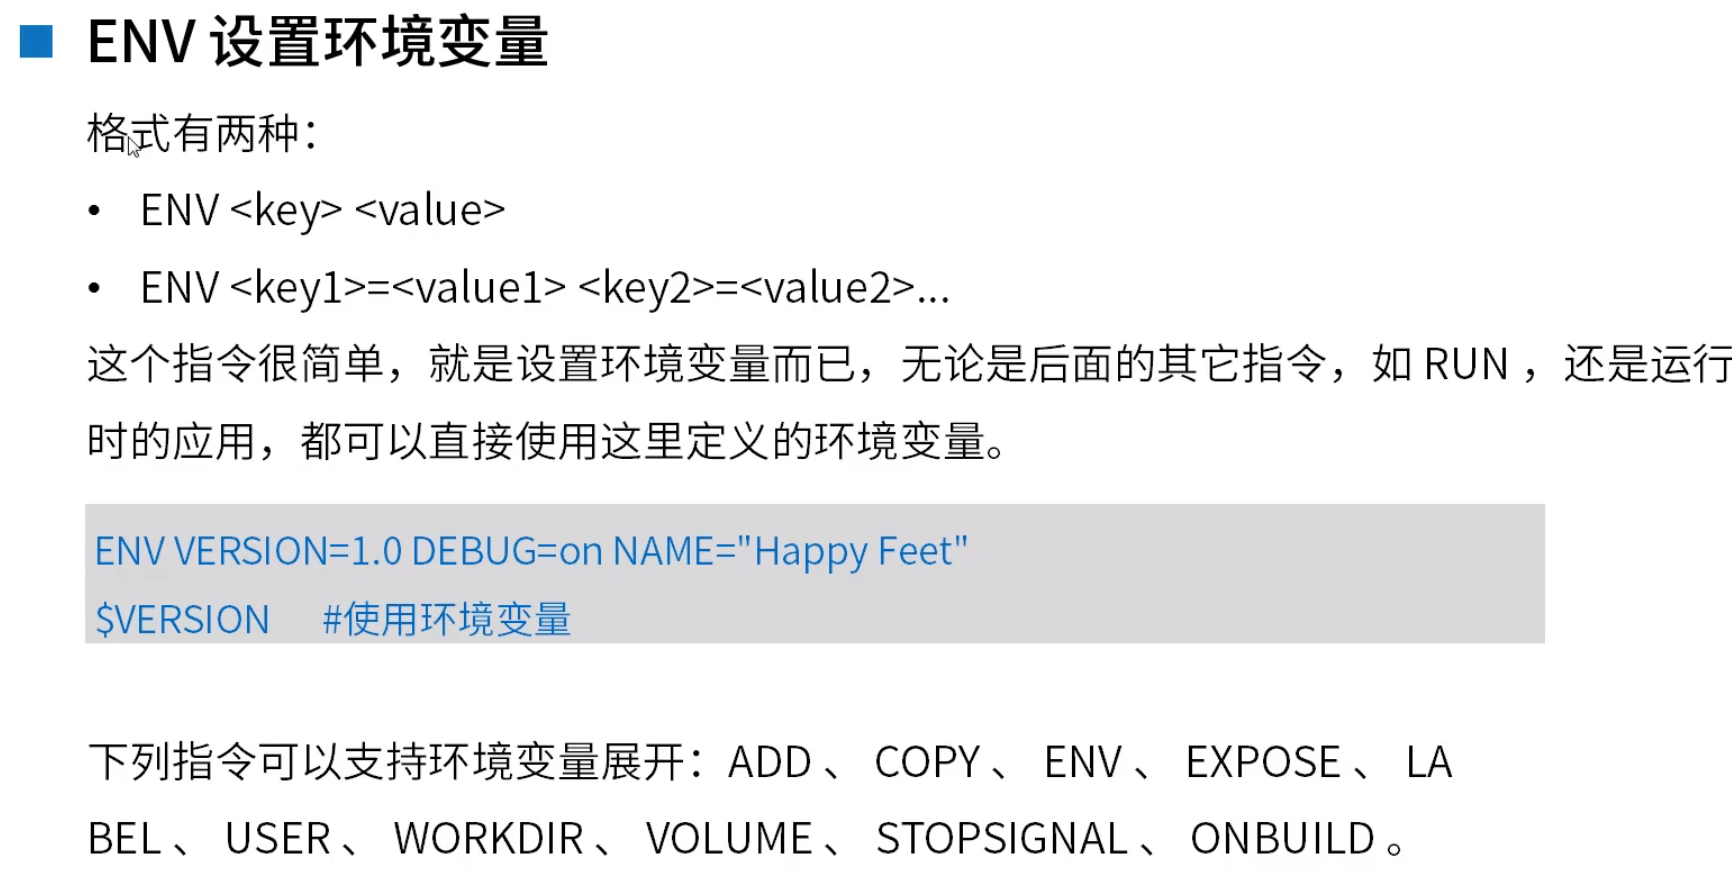 ENV 设置环境变量
格式有两种：
• ENV <key> <value>
• ENV <key1>=<value1> <key2>=<value2>...
这个指令很简单，就是设置环境变量而已，无论是后面的其它指令，如 RUN ，还是运行
时的应用，都可以直接使用这里定义的环境变量。
ENV VERSION=1.0 DEBUG=on NAME="Happy Feet"
$VERSION #使用环境变量
下列指令可以支持环境变量展开：ADD 、 COPY 、 ENV 、 EXPOSE 、 LA
BEL 、 USER 、 WORKDIR 、 VOLUME 、 STOPSIGNAL 、 ONBUILD 。